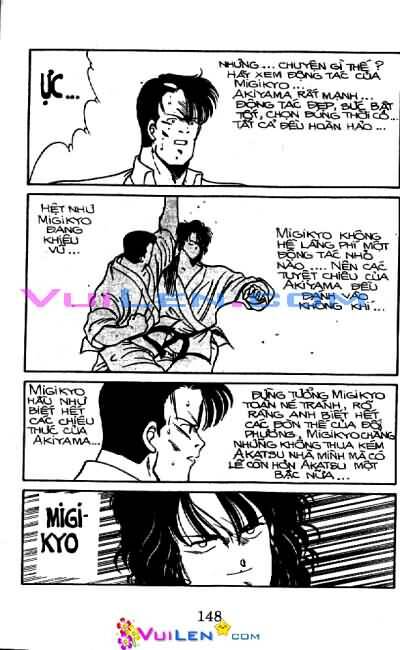 ỰC...
NHƯNG... CHUYỆN GÌ THẾ?
HÃY XEM ĐỘNG TÁC CỦA
MIGIKYO...
AKIYAMA RẤT MẠNH...
ĐỘNG TÁC ĐẸP, SỨC BẬT
TỐT, CHỌN ĐÚNG THỜI CƠ...
TẤT CẢ ĐỀU HOÀN HẢO...
HỆT NHƯ
MIGIKYO
ĐANG
KHIÊU
VŨ...
MIGIKYO KHÔNG
HỀ LÃNG PHÍ MỘT
ĐỘNG TÁC NHỎ
NÀO.... NÊN CÁC
TUYỆT CHIÊU CỦA
AKIYAMA ĐỀU
ĐÁNH VÀO
KHÔNG KHÍ...
VUILEN.COM
MIGIKYO
HẦU NHƯ
BIẾT HẾT
CÁC CHIÊU
THỨC CỦA
AKIYAMA...
ĐỪNG TƯỞNG MIGIKYO
TOÀN NÉ TRÁNH, RÕ
RÀNG ANH BIẾT HẾT
CÁC ĐÒN THẾ CỦA ĐỐI
PHƯƠNG, MIGIKYO CHẲNG
NHỮNG KHÔNG THUA KÉM
AKATSU NHÀ MÌNH MÀ CÓ
LẼ CÒN HƠN AKATSU MỘT
BẬC NỮA...
MIGI-
KYO
148
VUILEN.COM